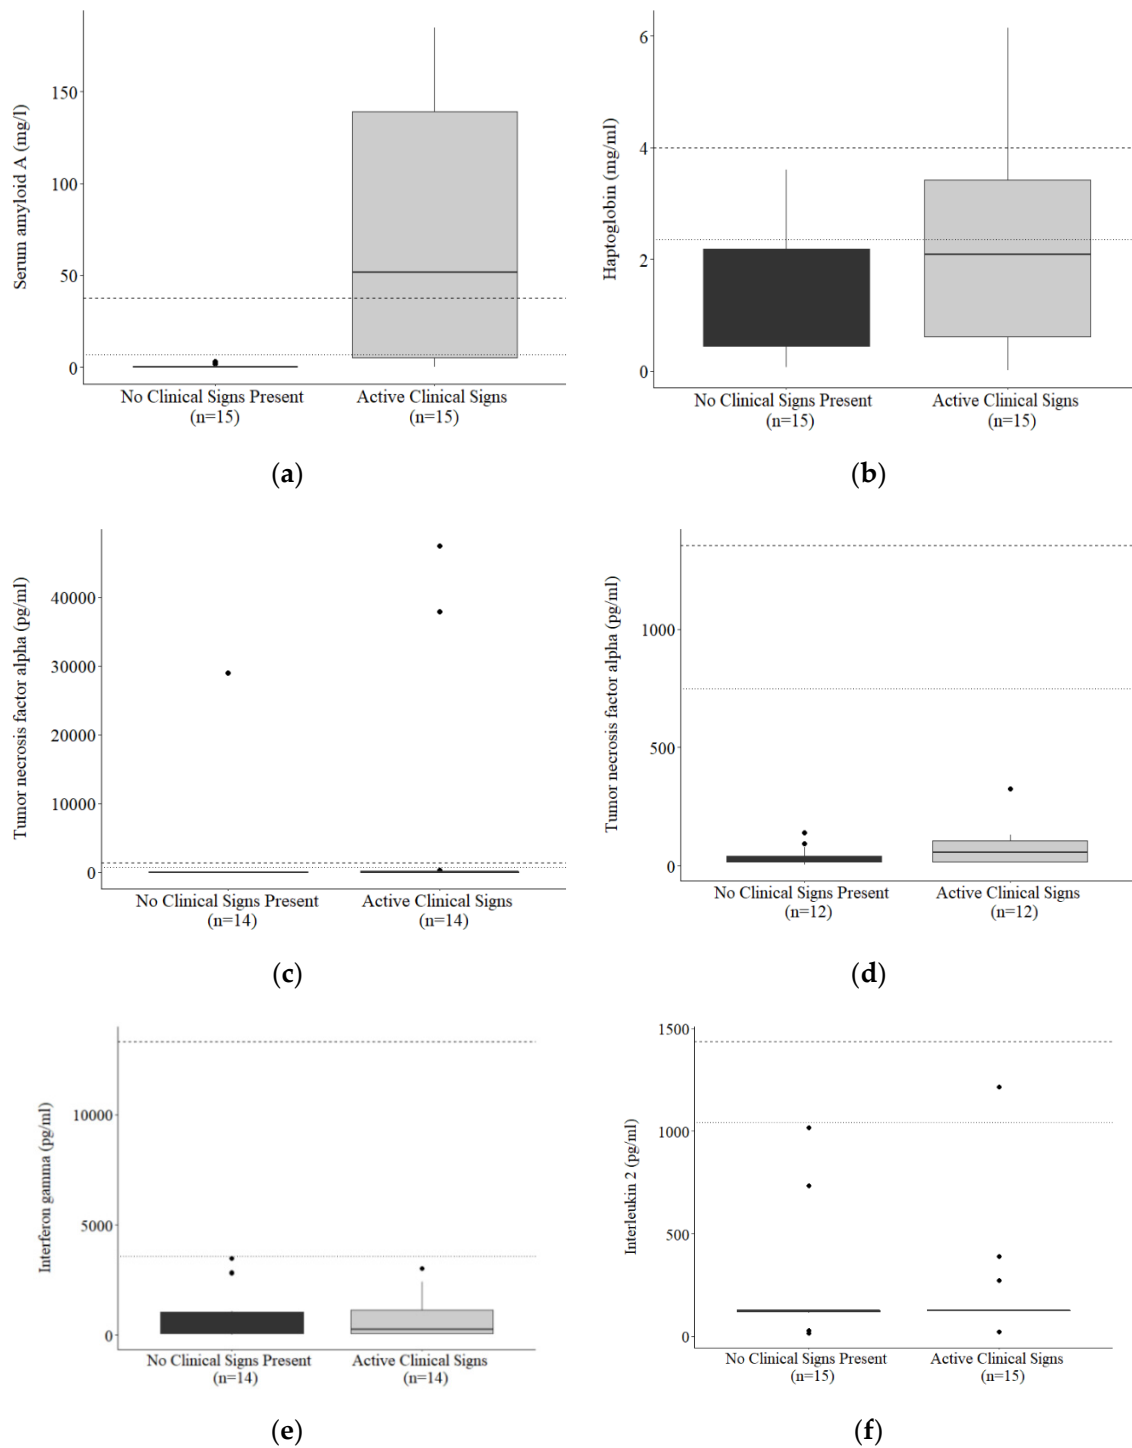 Serum amyloid A (mg/l)
150
100
50
0
No Clinical Signs Present
(n=15)
Active Clinical Signs
(n=15)
(a)
Haptoglobin (mg/ml)
6
4
2
0
No Clinical Signs Present
(n=15)
Active Clinical Signs
(n=15)
(b)
Tumor necrosis factor alpha (pg/ml)
40000
30000
20000
10000
0
No Clinical Signs Present
(n=14)
Active Clinical Signs
(n=14)
(c)
Tumor necrosis factor alpha (pg/ml)
1000
500
0
No Clinical Signs Present
(n=12)
Active Clinical Signs
(n=12)
(d)
Interferon gamma (pg/ml)
10000
5000
0
No Clinical Signs Present
(n=14)
Active Clinical Signs
(n=14)
(e)
Interleukin 2 (pg/ml)
1500
1000
500
0
No Clinical Signs Present
(n=15)
Active Clinical Signs
(n=15)
(f)